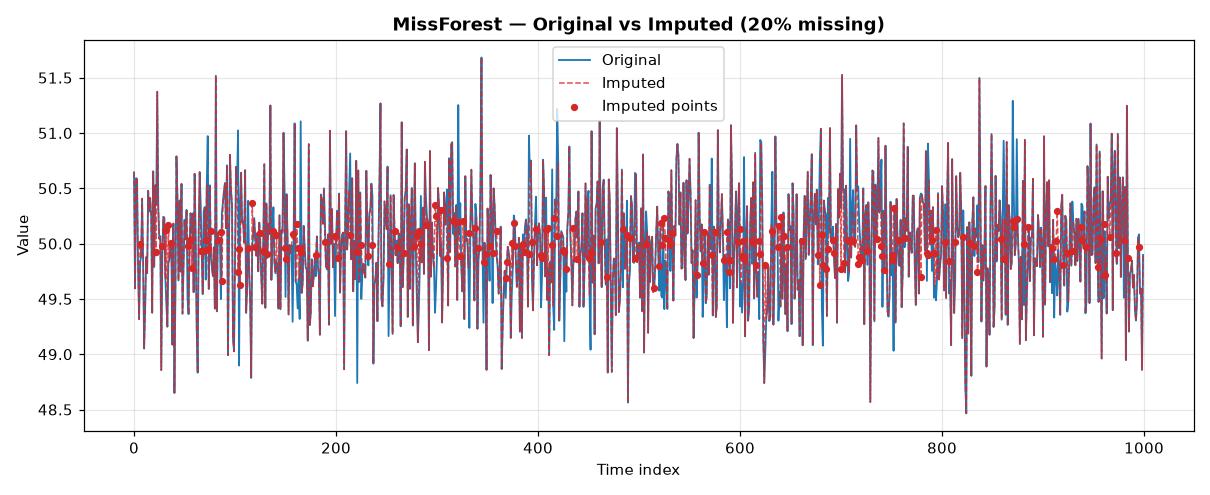 MissForest — Original vs Imputed (20% missing)
Original
Imputed
Imputed points
Value
51.5
51.0
50.5
50.0
49.5
49.0
48.5
0
200
400
600
800
1000
Time index